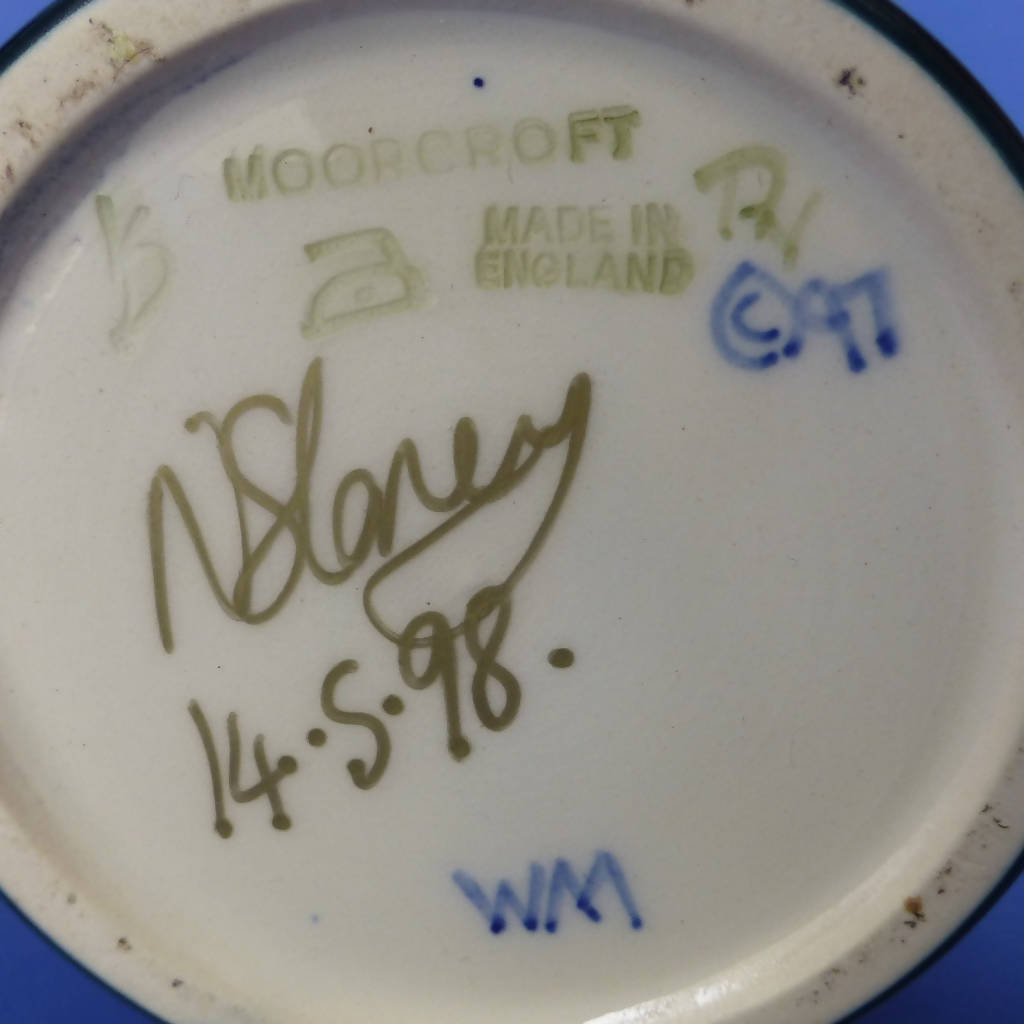 MOORCROFT
MADE IN
ENGLAND
©97
NSlaney
14.5.98.
WM